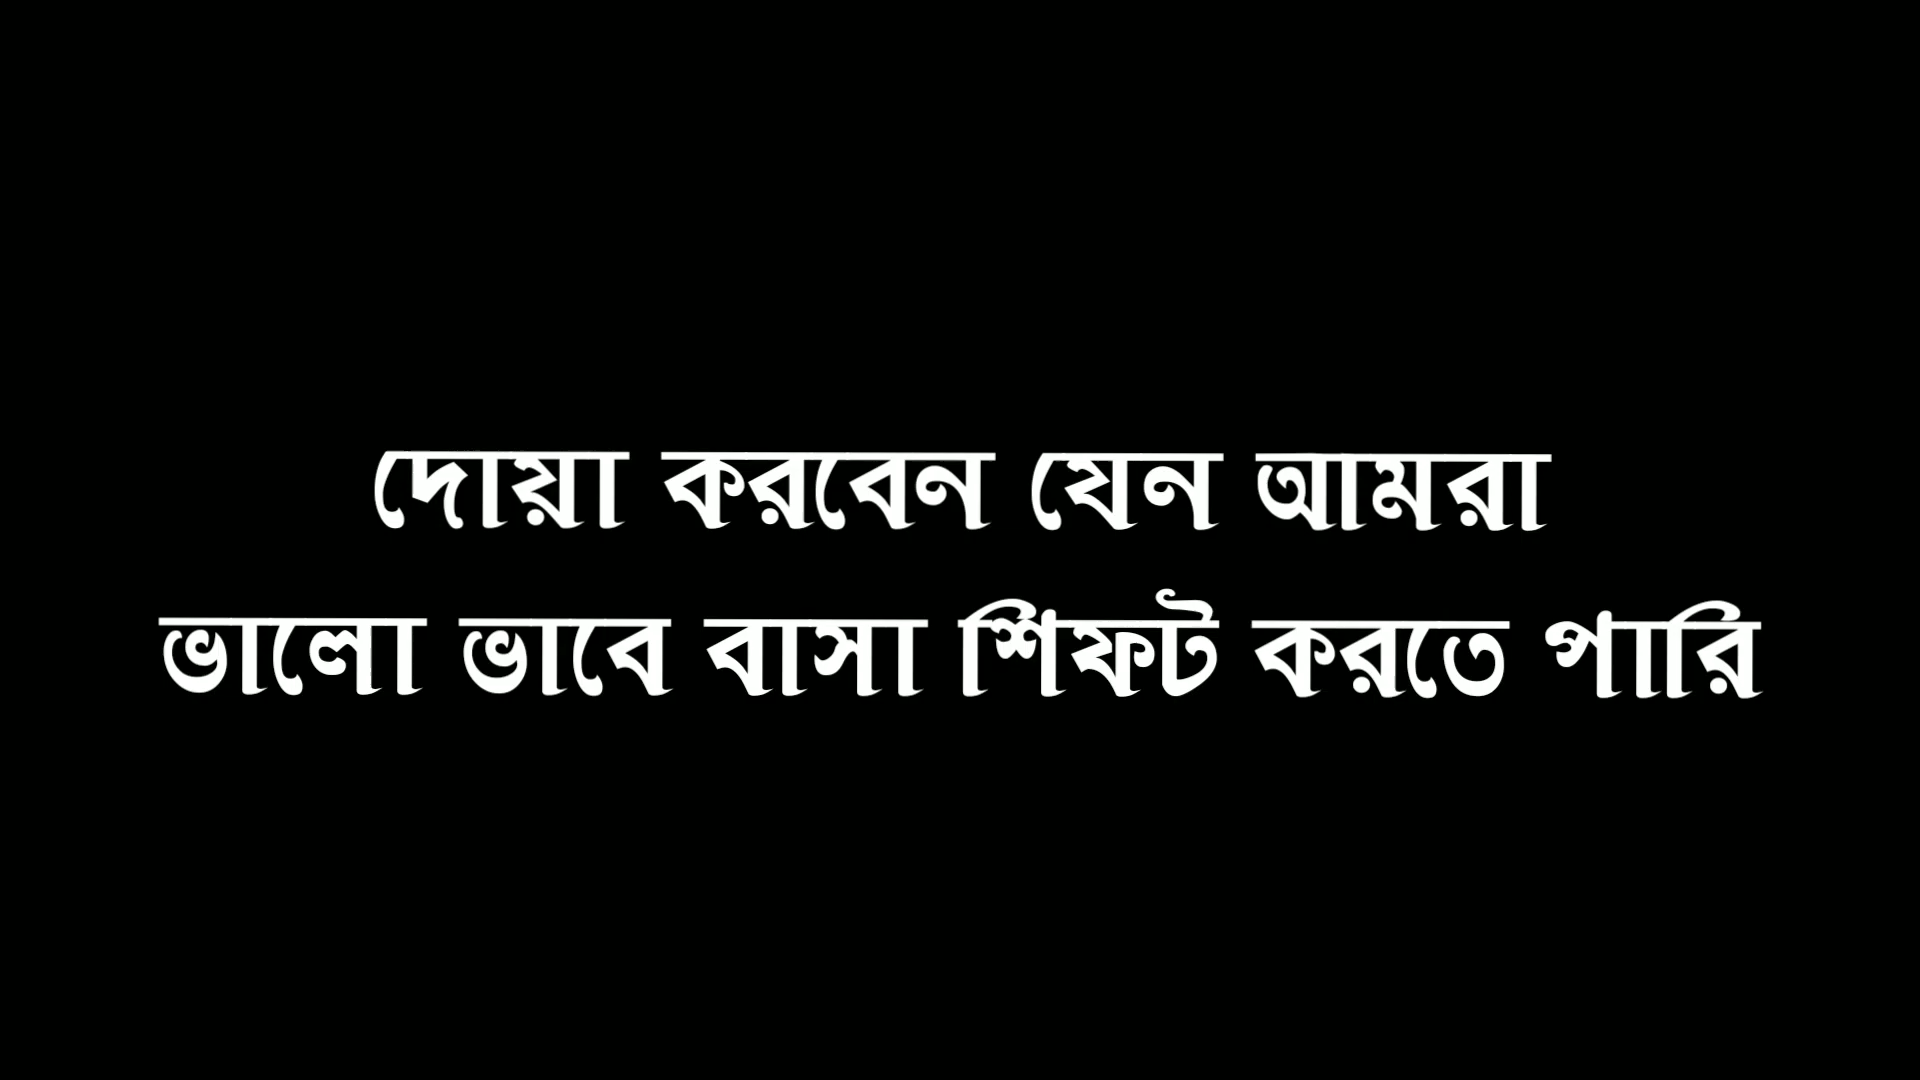 দোয়া করবেন যেন আমরা
ভালো ভাবে বাসা শিফট করতে পারি